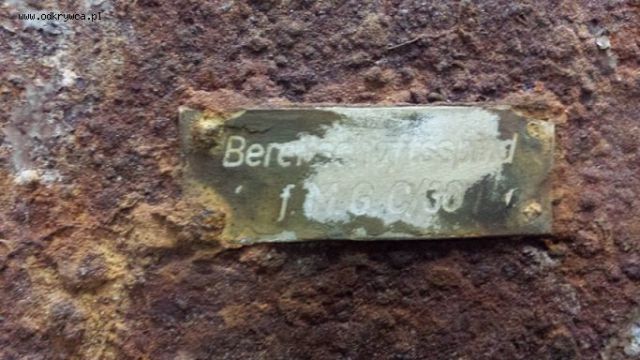 www.odkrywca.pl
Bereitschaftsspind
f. M.G.C/30